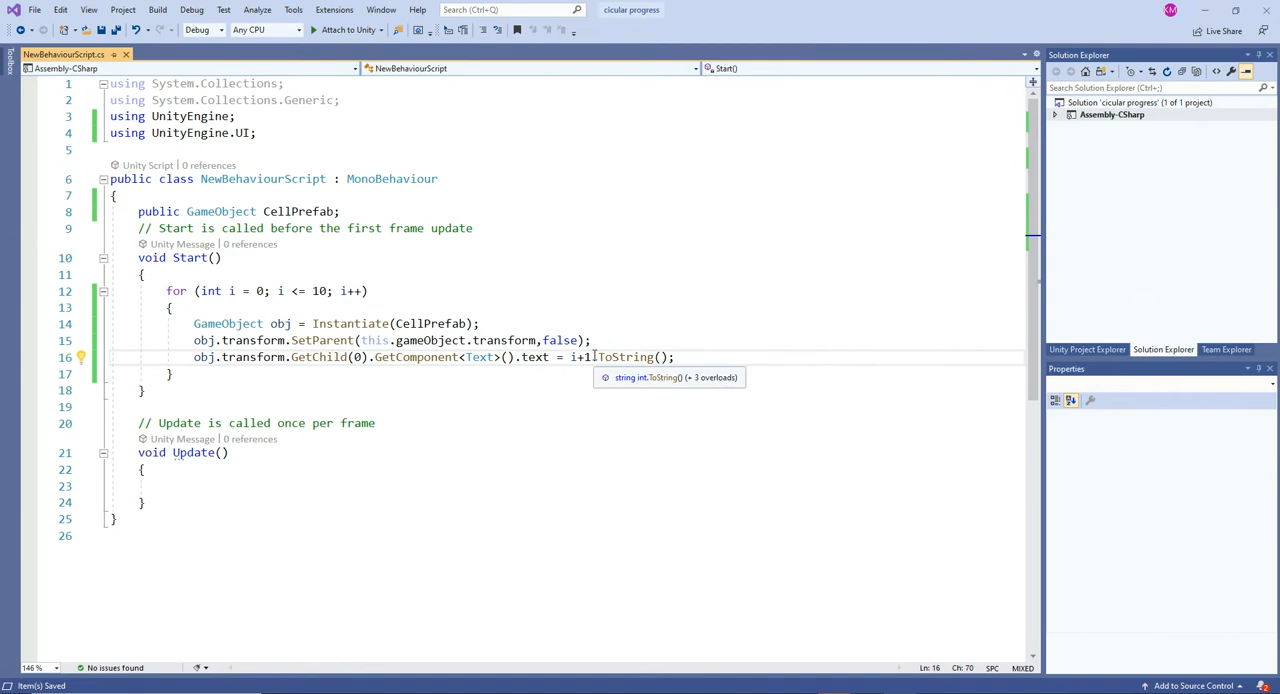 File Edit View Project Build Debug Test Analyze Tools Extensions Window Help Search (Ctrl+Q) cicular progress KM
Debug Any CPU Attach to Unity Live Share
Toolbox
NewBehaviourScript.cs
Assembly-CSharp NewBehaviourScript Start()
1 using System.Collections;
2 using System.Collections.Generic;
3 using UnityEngine;
4 using UnityEngine.UI;
5
Unity Script | 0 references
6 public class NewBehaviourScript : MonoBehaviour
7 {
8 public GameObject CellPrefab;
9 // Start is called before the first frame update
Unity Message | 0 references
10 void Start()
11 {
12 for (int i = 0; i <= 10; i++)
13 {
14 GameObject obj = Instantiate(CellPrefab);
15 obj.transform.SetParent(this.gameObject.transform,false);
16 obj.transform.GetChild(0).GetComponent<Text>().text = i+1.ToString();
string int.ToString() (+ 3 overloads)
17 }
18 }
19
20 // Update is called once per frame
Unity Message | 0 references
21 void Update()
22 {
23
24 }
25 }
26
146 % No issues found Ln: 16 Ch: 70 SPC MIXED
Solution Explorer
Search Solution Explorer (Ctrl+;)
Solution 'cicular progress' (1 of 1 project)
Assembly-CSharp
Unity Project Explorer Solution Explorer Team Explorer
Properties
Item(s) Saved Add to Source Control 2